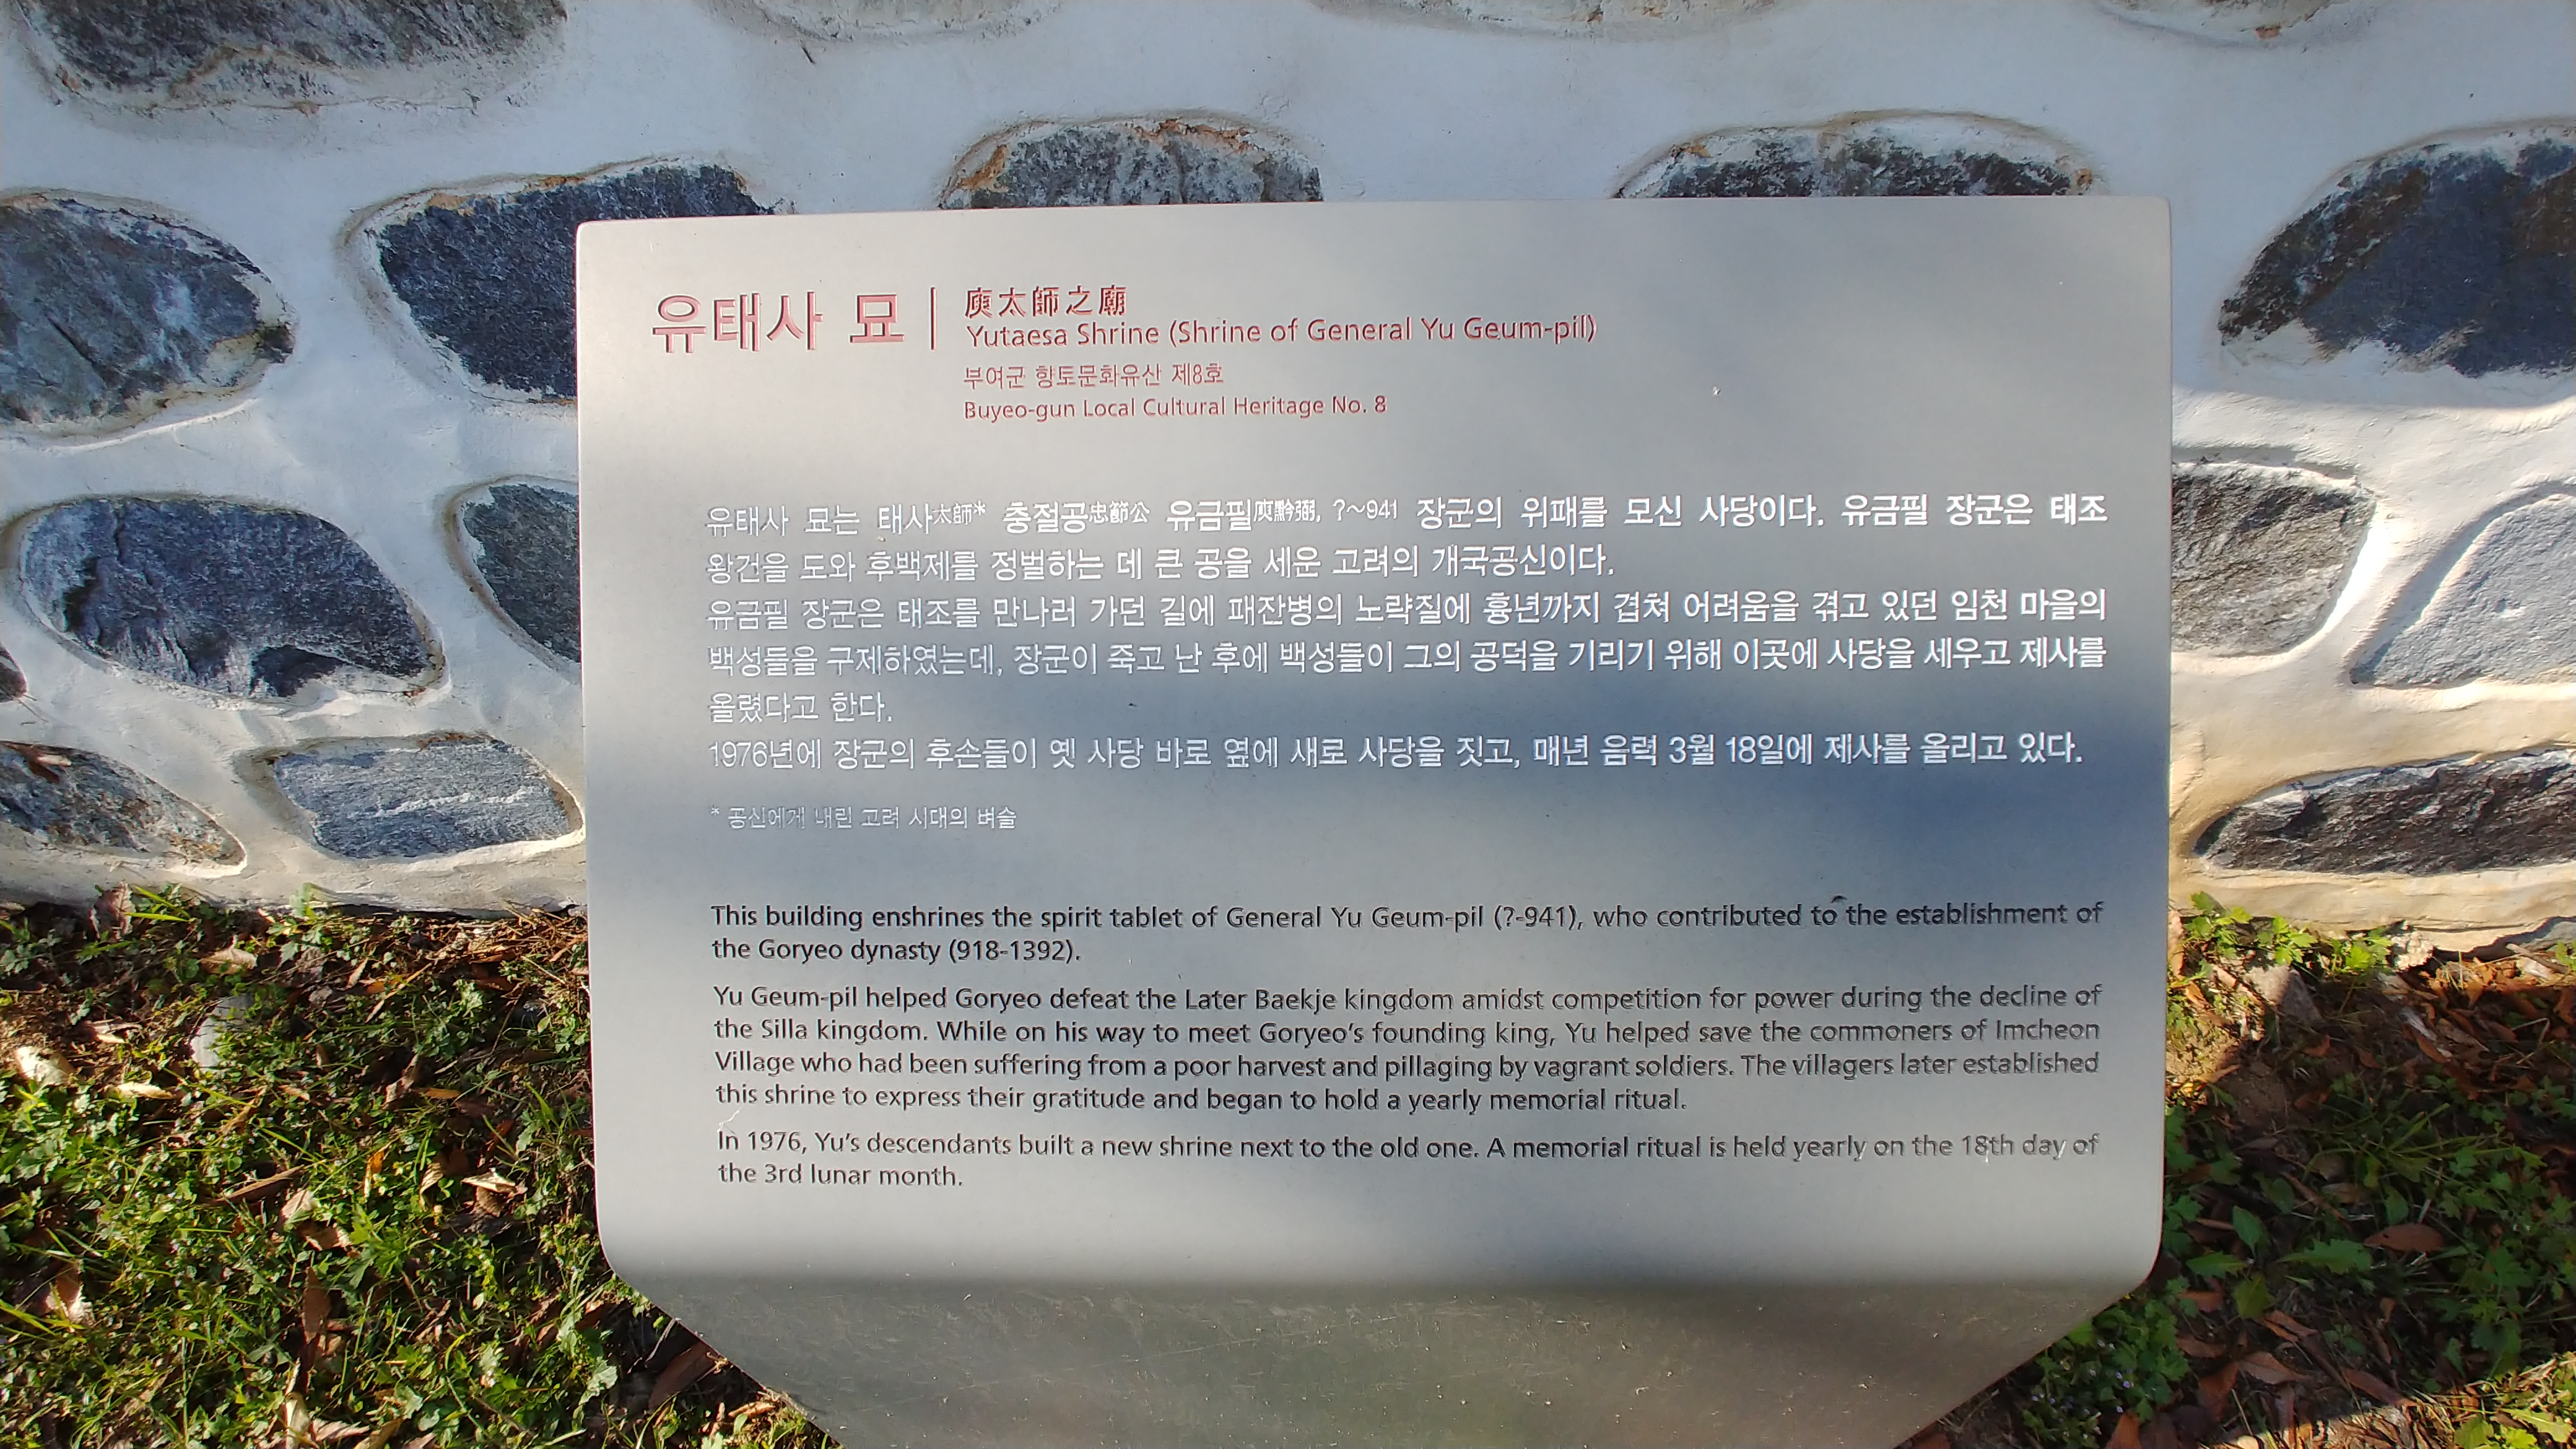 유태사 묘
庾太師之廟
Yutaesa Shrine (Shrine of General Yu Geum-pil)
부여군 향토문화유산 제8호
Buyeo-gun Local Cultural Heritage No. 8
유태사 묘는 태사太師* 충절공忠節公 유금필庾黔弼, ?~941 장군의 위패를 모신 사당이다. 유금필 장군은 태조
왕건을 도와 후백제를 정벌하는 데 큰 공을 세운 고려의 개국공신이다.
유금필 장군은 태조를 만나러 가던 길에 패잔병의 노략질에 흉년까지 겹쳐 어려움을 겪고 있던 임천 마을의
백성들을 구제하였는데, 장군이 죽고 난 후에 백성들이 그의 공덕을 기리기 위해 이곳에 사당을 세우고 제사를
올렸다고 한다.
1976년에 장군의 후손들이 옛 사당 바로 옆에 새로 사당을 짓고, 매년 음력 3월 18일에 제사를 올리고 있다.
* 공신에게 내린 고려 시대의 벼슬
This building enshrines the spirit tablet of General Yu Geum-pil (?-941), who contributed to the establishment of
the Goryeo dynasty (918-1392).
Yu Geum-pil helped Goryeo defeat the Later Baekje kingdom amidst competition for power during the decline of
the Silla kingdom. While on his way to meet Goryeo's founding king, Yu helped save the commoners of Imcheon
Village who had been suffering from a poor harvest and pillaging by vagrant soldiers. The villagers later established
this shrine to express their gratitude and began to hold a yearly memorial ritual.
In 1976, Yu's descendants built a new shrine next to the old one. A memorial ritual is held yearly on the 18th day of
the 3rd lunar month.